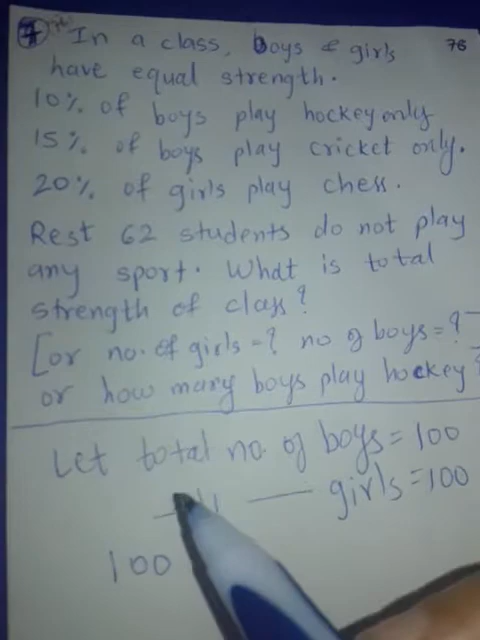 7
In a class, boys & girls
76
have equal strength.
10% of boys play hockey only
15% of boys play cricket only.
20% of girls play chess.
Rest 62 students do not play
any sport. What is total
strength of class?
[or no. of girls = ? no of boys = ?
or how many boys play hockey?
Let total no. of boys = 100
girls = 100
100